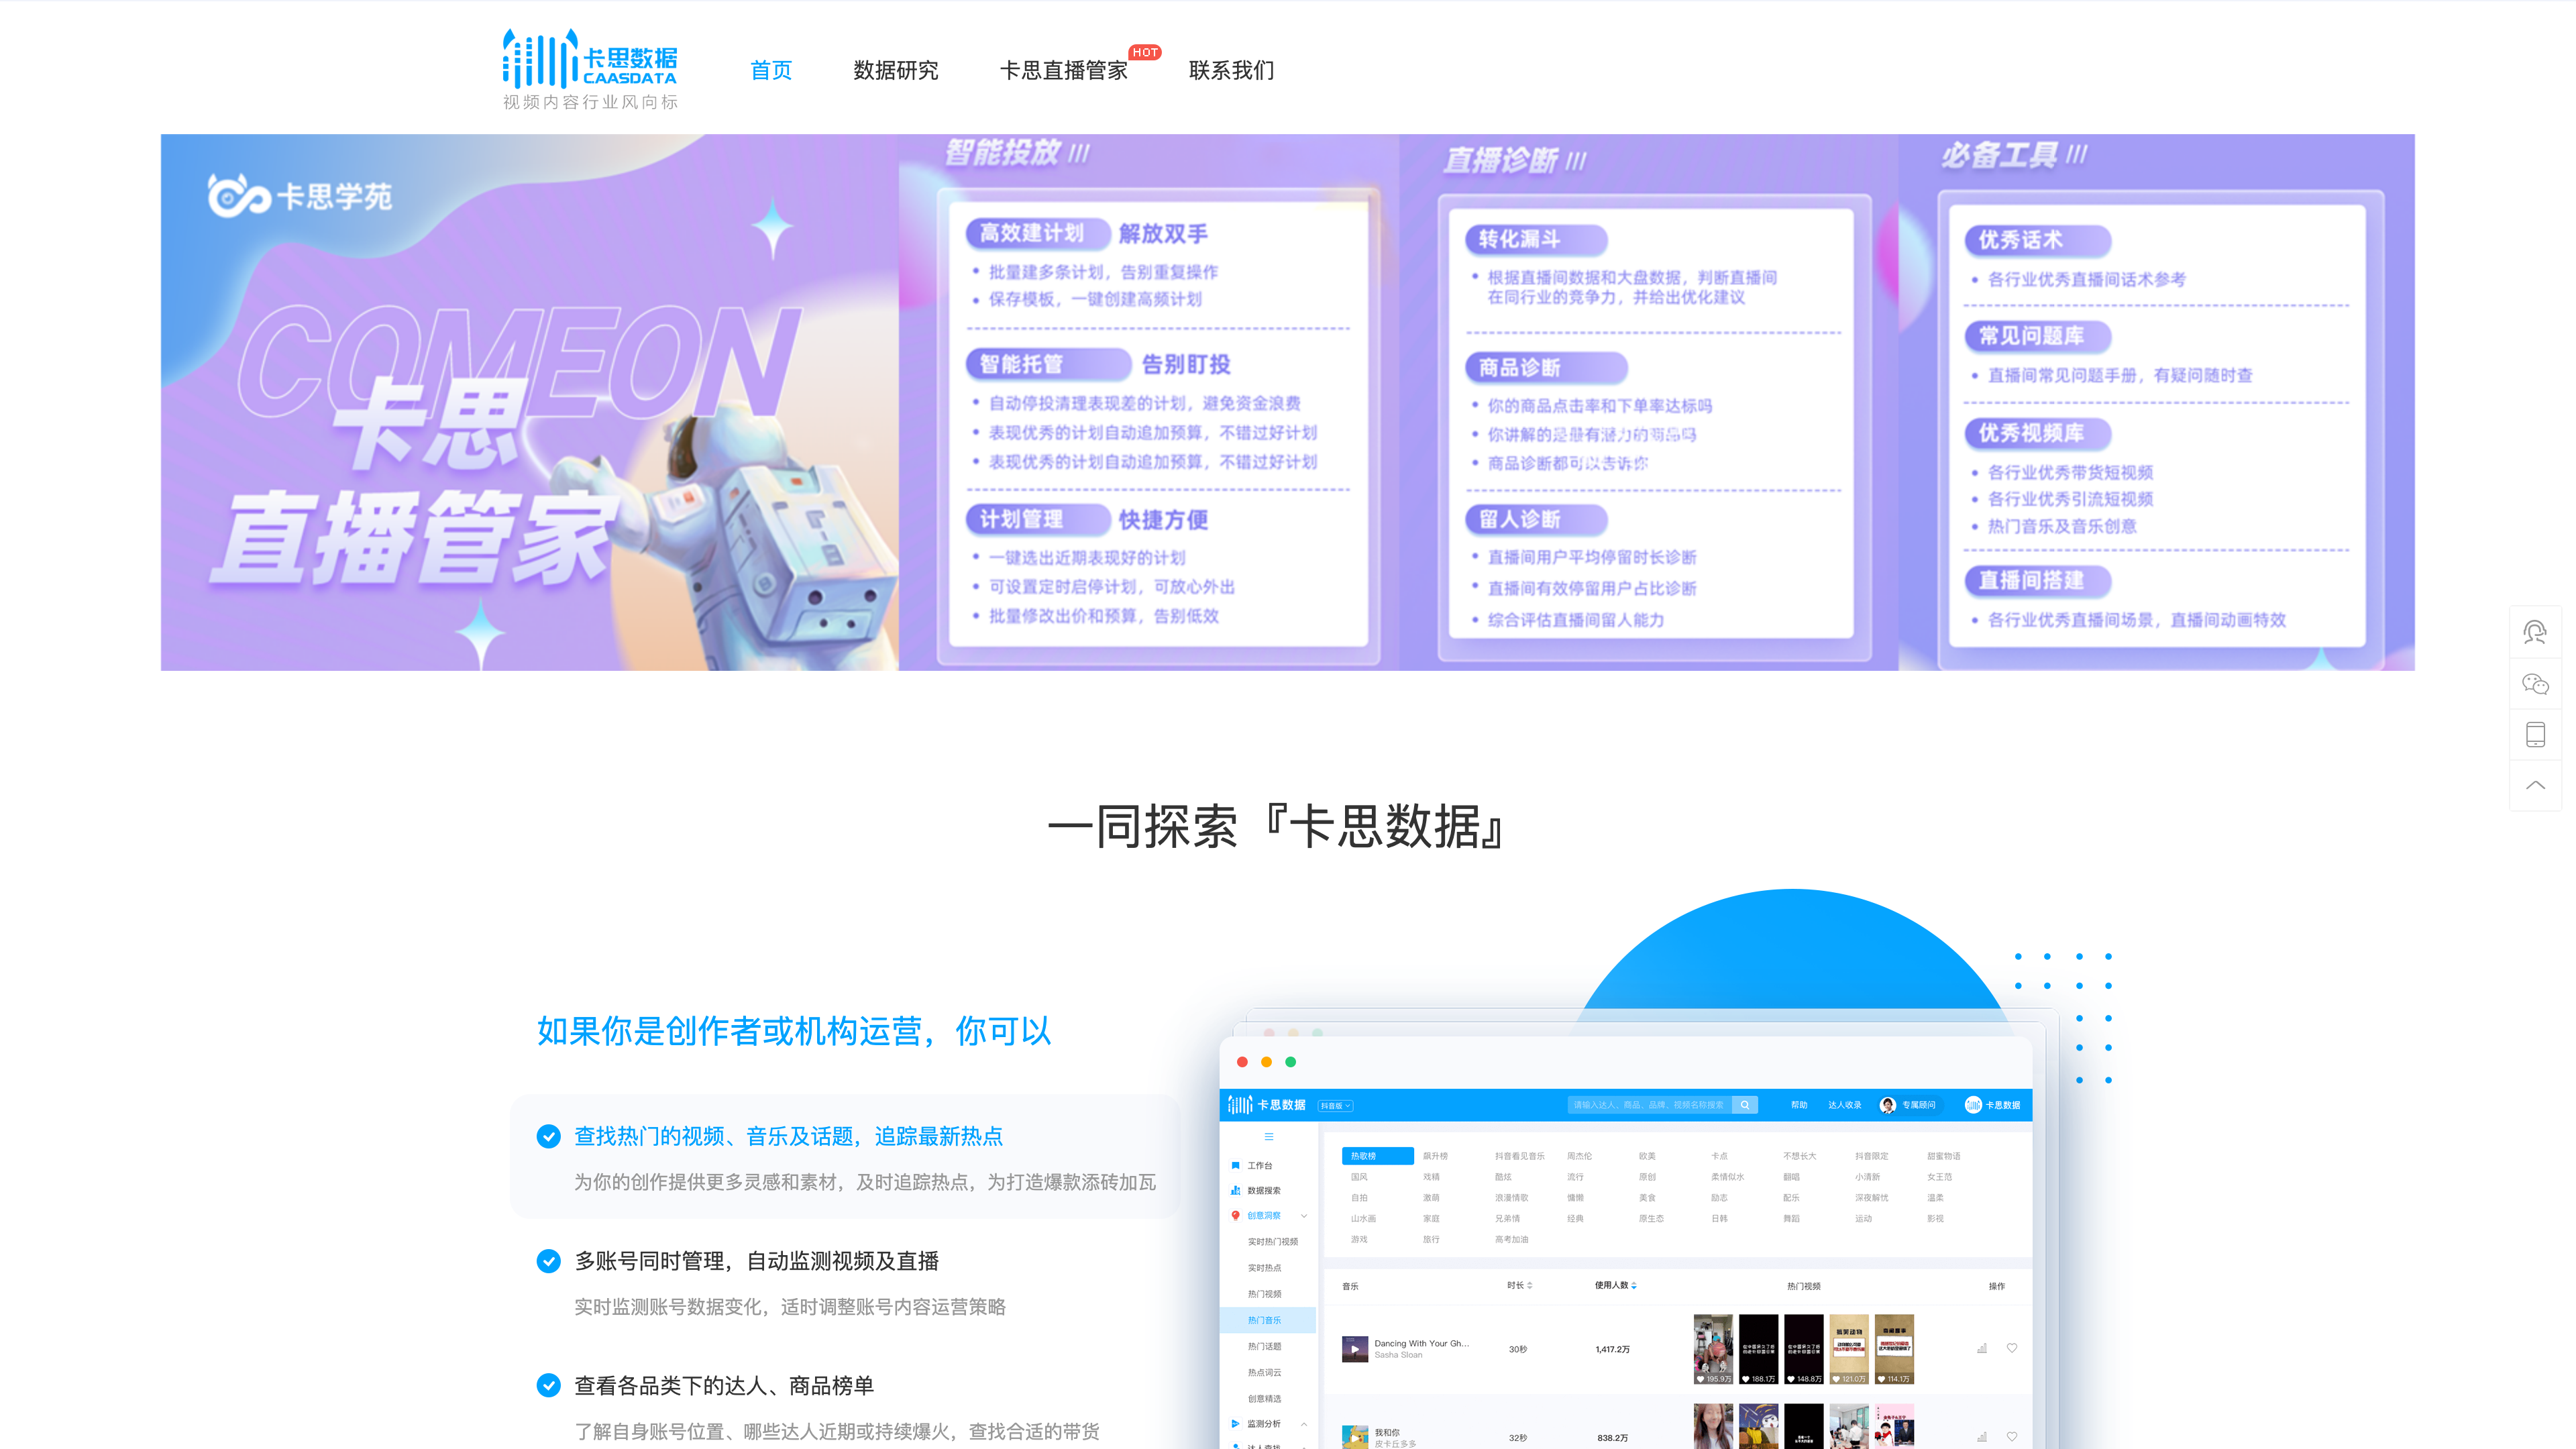 卡思数据
CAASDATA
视频内容行业风向标
首页
数据研究
卡思直播管家
HOT
联系我们
卡思学苑
COMEON
卡思
直播管家
智能投放
高效建计划 解放双手
批量建多条计划，告别重复操作
保存模板，一键创建高频计划
智能托管 告别盯投
自动停投清理表现差的计划，避免资金浪费
表现优秀的计划自动追加预算，不错过好计划
表现优秀的计划自动追加预算，不错过好计划
计划管理 快捷方便
一键选出近期表现好的计划
可设置定时启停计划，可放心外出
批量修改出价和预算，告别低效
直播诊断
转化漏斗
根据直播间数据和大盘数据，判断直播间
在同行业的竞争力，并给出优化建议
商品诊断
你的商品点击率和下单率达标吗
你讲解的是最有潜力的商品吗
商品诊断都可以告诉你
留人诊断
直播间用户平均停留时长诊断
直播间有效停留用户占比诊断
综合评估直播间留人能力
必备工具
优秀话术
各行业优秀直播间话术参考
常见问题库
直播间常见问题手册，有疑问随时查
优秀视频库
各行业优秀带货短视频
各行业优秀引流短视频
热门音乐及音乐创意
直播间搭建
各行业优秀直播间场景，直播间动画特效
一同探索『卡思数据』
如果你是创作者或机构运营，你可以
查找热门的视频、音乐及话题，追踪最新热点
为你的创作提供更多灵感和素材，及时追踪热点，为打造爆款添砖加瓦
多账号同时管理，自动监测视频及直播
实时监测账号数据变化，适时调整账号内容运营策略
查看各品类下的达人、商品榜单
了解自身账号位置、哪些达人近期或持续爆火，查找合适的带货
卡思数据 抖音版
请输入达人、商品、品牌、视频名称搜索
帮助 达人收录 专属顾问 卡思数据
工作台
数据搜索
创意洞察
实时热门视频
实时热点
热门视频
热门音乐
热门话题
热点词云
创意精选
监测分析
达人查找
热歌榜 飙升榜 抖音看见音乐 周杰伦 欧美 卡点 不想长大 抖音限定 甜蜜物语
国风 戏精 酷炫 流行 原创 柔情似水 翻唱 小清新 女王范
自拍 激萌 浪漫情歌 慵懒 美食 励志 配乐 深夜解忧 温柔
山水画 家庭 兄弟情 经典 原生态 日韩 舞蹈 运动 影视
游戏 旅行 高考加油
音乐 时长 使用人数 热门视频 操作
Dancing With Your Gh...
Sasha Sloan
30秒 1,417.2万
195.9万 188.1万 148.8万 121.0万 114.1万
我和你
皮卡丘多多
32秒 838.2万